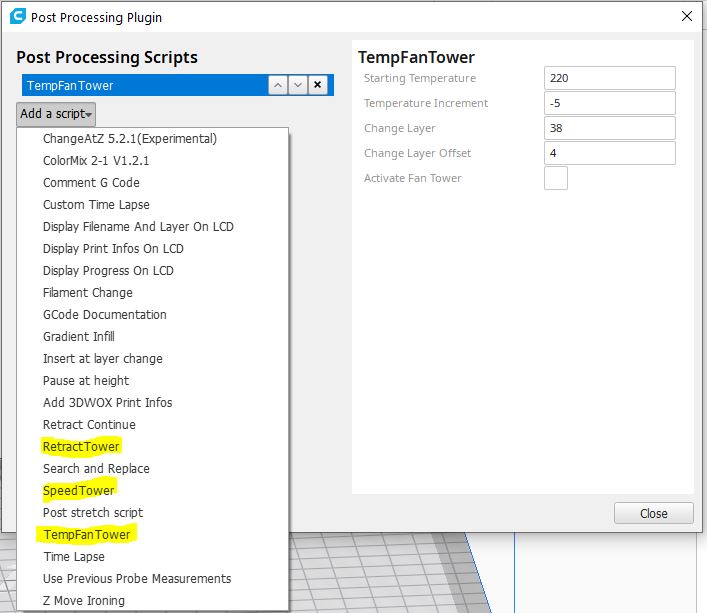 Post Processing Plugin
Post Processing Scripts
TempFanTower
Add a script
ChangeAtZ 5.2.1(Experimental)
ColorMix 2-1 V1.2.1
Comment G Code
Custom Time Lapse
Display Filename And Layer On LCD
Display Print Infos On LCD
Display Progress On LCD
Filament Change
GCode Documentation
Gradient Infill
Insert at layer change
Pause at height
Add 3DWOX Print Infos
Retract Continue
RetractTower
Search and Replace
SpeedTower
Post stretch script
TempFanTower
Time Lapse
Use Previous Probe Measurements
Z Move Ironing
TempFanTower
Starting Temperature 220
Temperature Increment -5
Change Layer 38
Change Layer Offset 4
Activate Fan Tower
Close